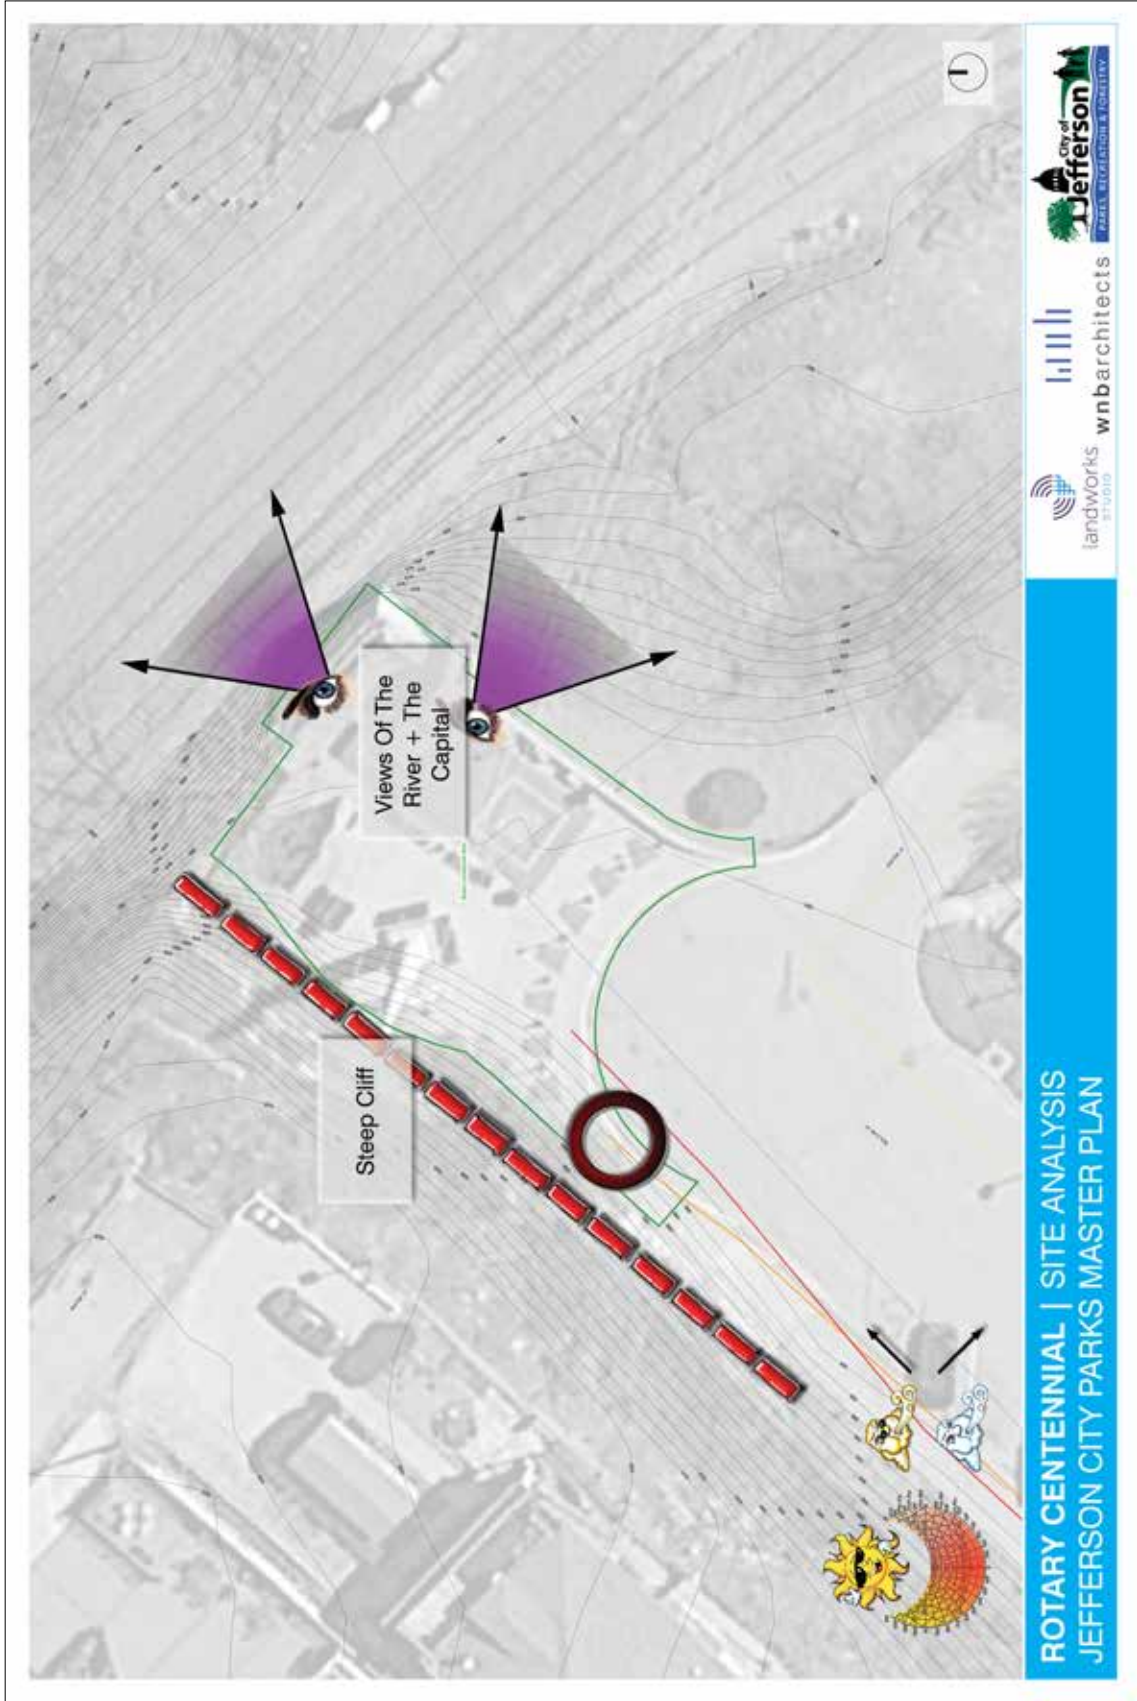 Steep Cliff
Views Of The
River + The
Capital
ROTARY CENTENNIAL | SITE ANALYSIS
JEFFERSON CITY PARKS MASTER PLAN
landworks
STUDIO
wnbarchitects
City of
Jefferson
PARKS, RECREATION & FORESTRY